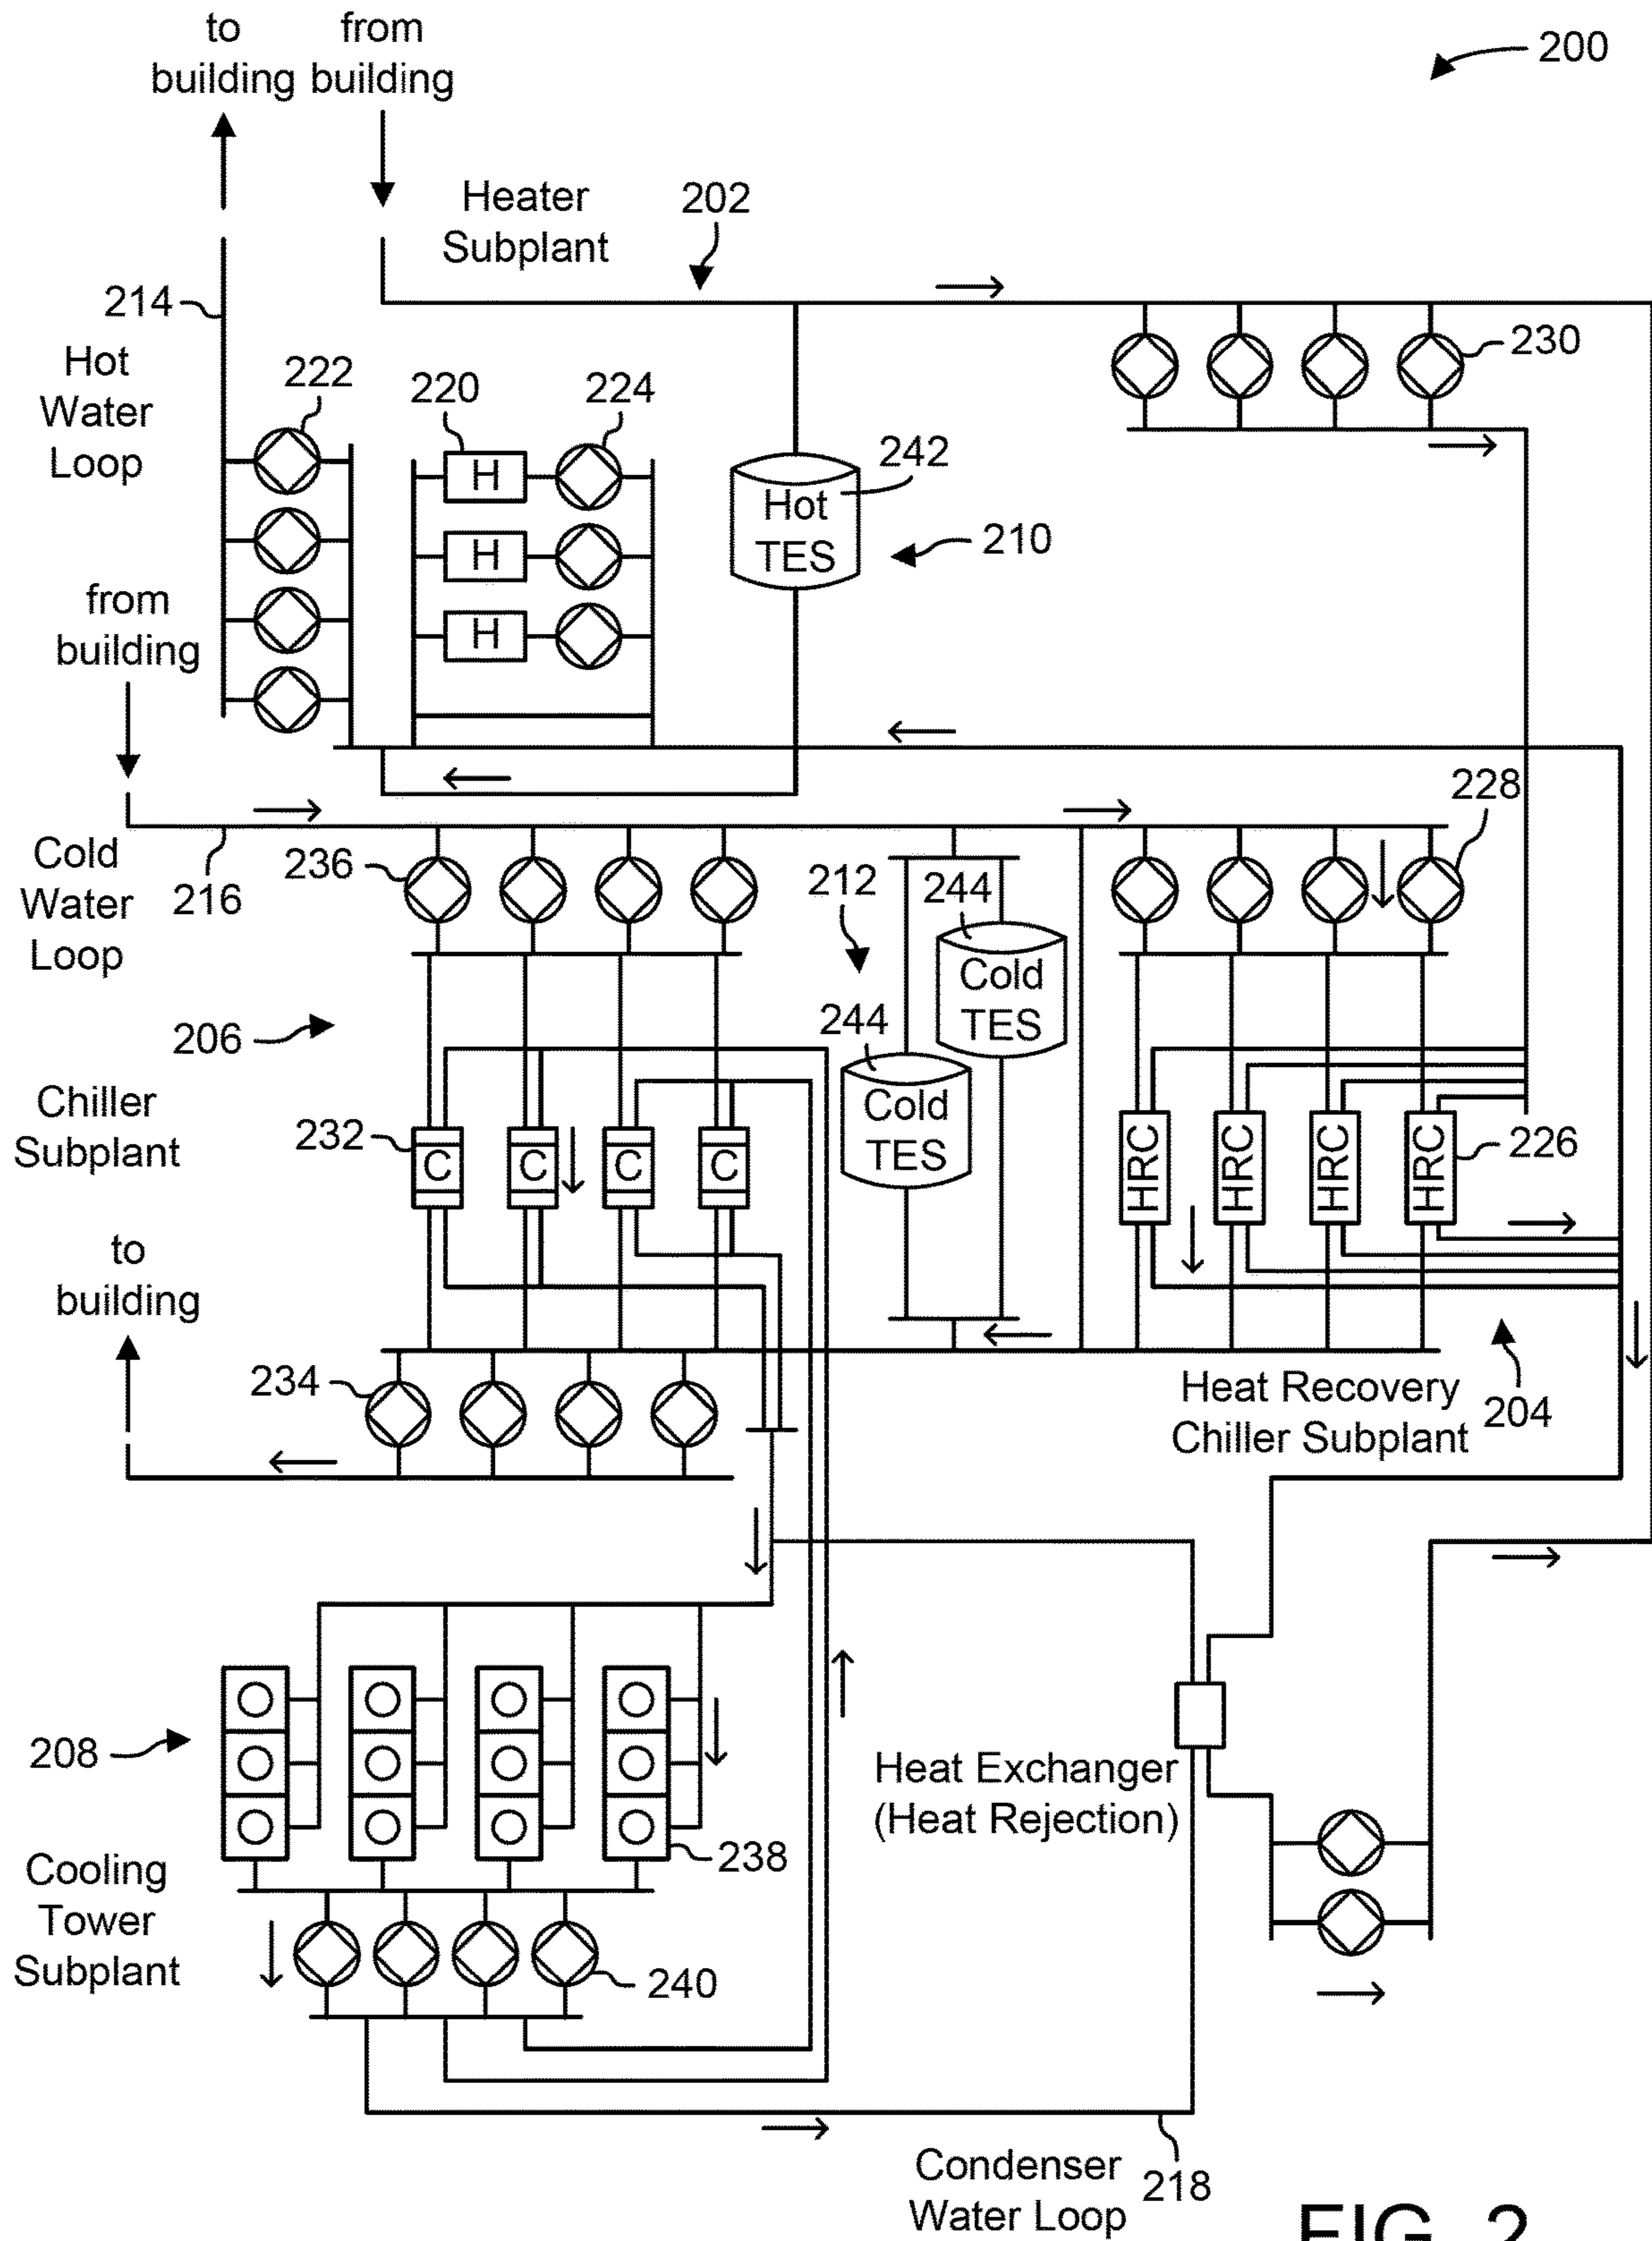 to
building
from
building
200
Heater
Subplant
202
214
Hot
Water
Loop
222
220
224
230
H
H
H
Hot
TES
242
210
from
building
228
Cold
Water
Loop
216
236
212
244
Cold
TES
244
Cold
TES
206
Chiller
Subplant
232
C
C
C
C
HRC
HRC
HRC
HRC
226
to
building
234
Heat Recovery
Chiller Subplant
204
208
Heat Exchanger
(Heat Rejection)
238
Cooling
Tower
Subplant
240
Condenser
Water Loop
218
FIG. 2